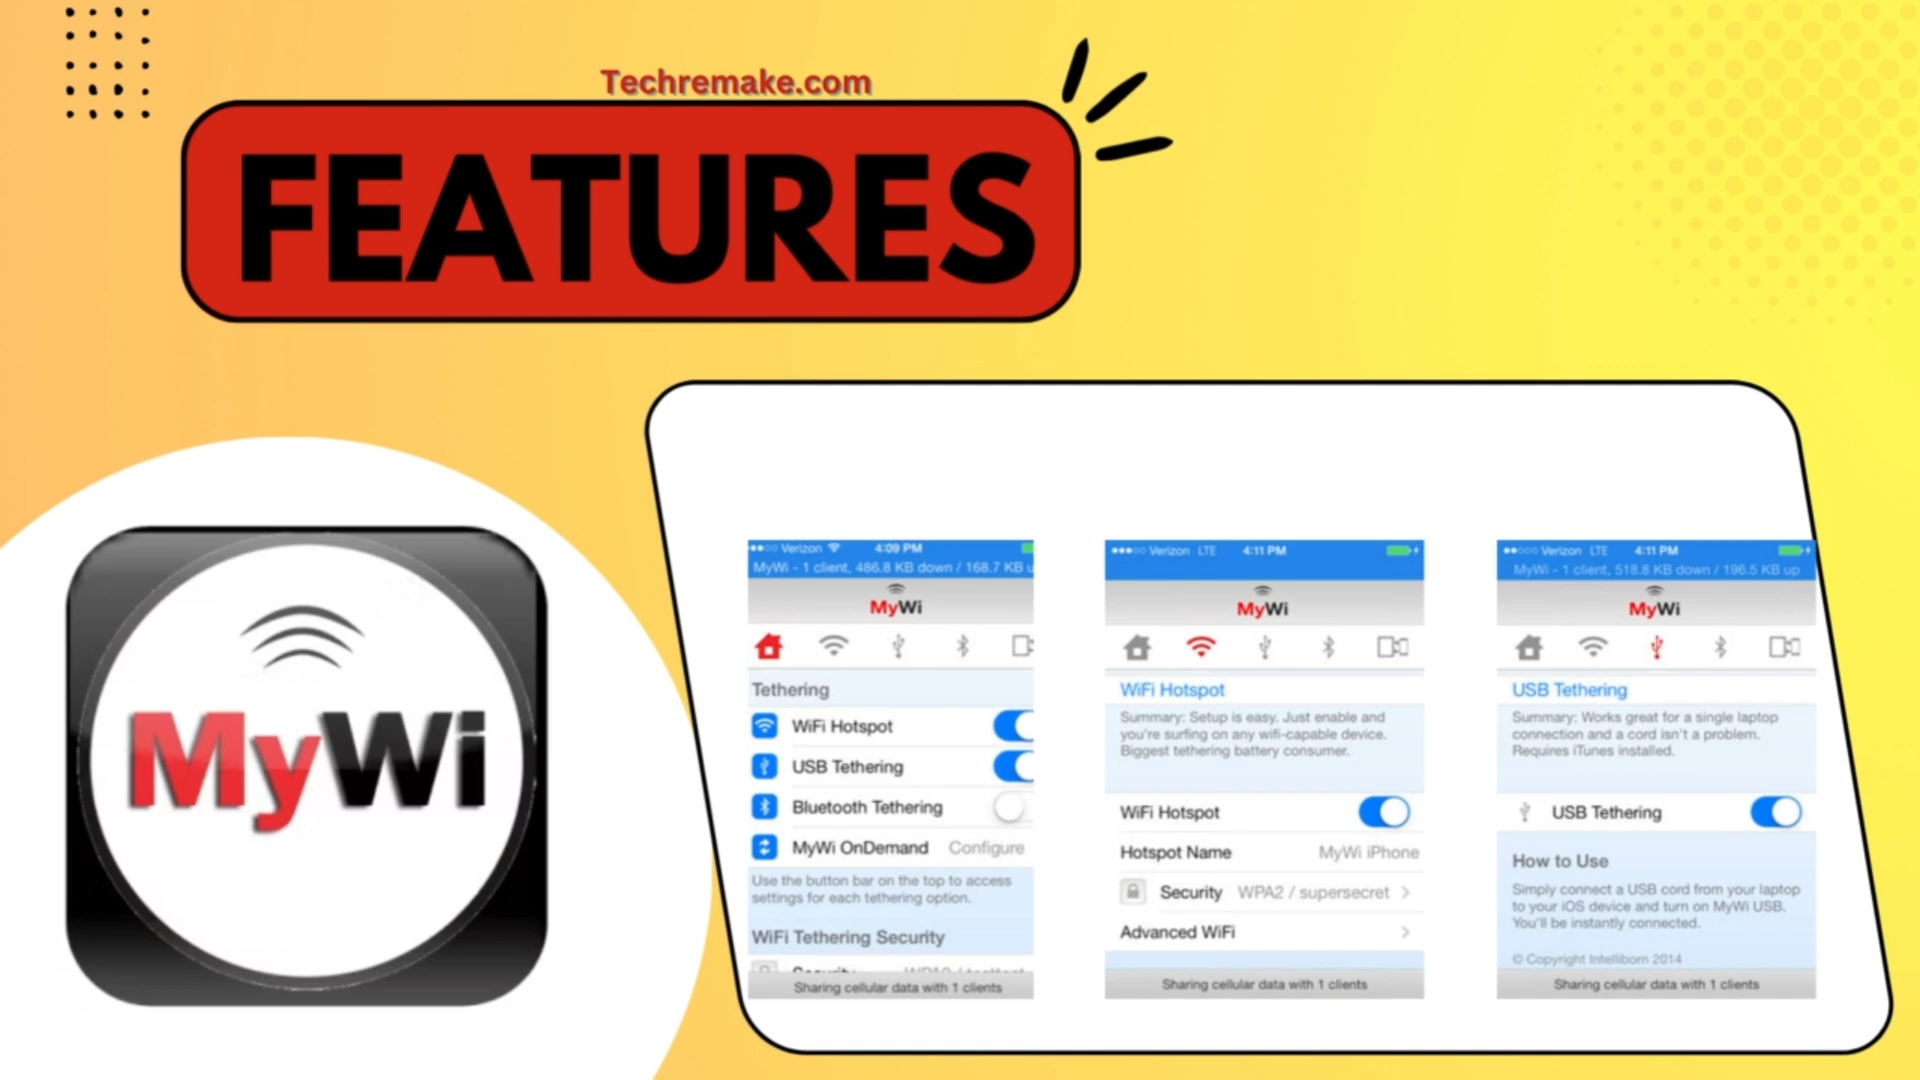 Techremake.com
FEATURES
MyWi
Verizon 4:09 PM
MyWi - 1 client, 486.8 KB down / 168.7 KB u
MyWi
Tethering
WiFi Hotspot
USB Tethering
Bluetooth Tethering
MyWi OnDemand Configure
Use the button bar on the top to access
settings for each tethering option.
WiFi Tethering Security
Security WPA2 /
Sharing cellular data with 1 clients
Verizon LTE 4:11 PM
MyWi
WiFi Hotspot
Summary: Setup is easy. Just enable and
you're surfing on any wifi-capable device.
Biggest tethering battery consumer.
WiFi Hotspot
Hotspot Name MyWi iPhone
Security WPA2 / supersecret
Advanced WiFi
Sharing cellular data with 1 clients
Verizon LTE 4:11 PM
MyWi - 1 client, 518.8 KB down / 196.5 KB up
MyWi
USB Tethering
Summary: Works great for a single laptop
connection and a cord isn't a problem.
Requires iTunes installed.
USB Tethering
How to Use
Simply connect a USB cord from your laptop
to your iOS device and turn on MyWi USB.
You'll be instantly connected.
© Copyright Intelliborn 2014
Sharing cellular data with 1 clients